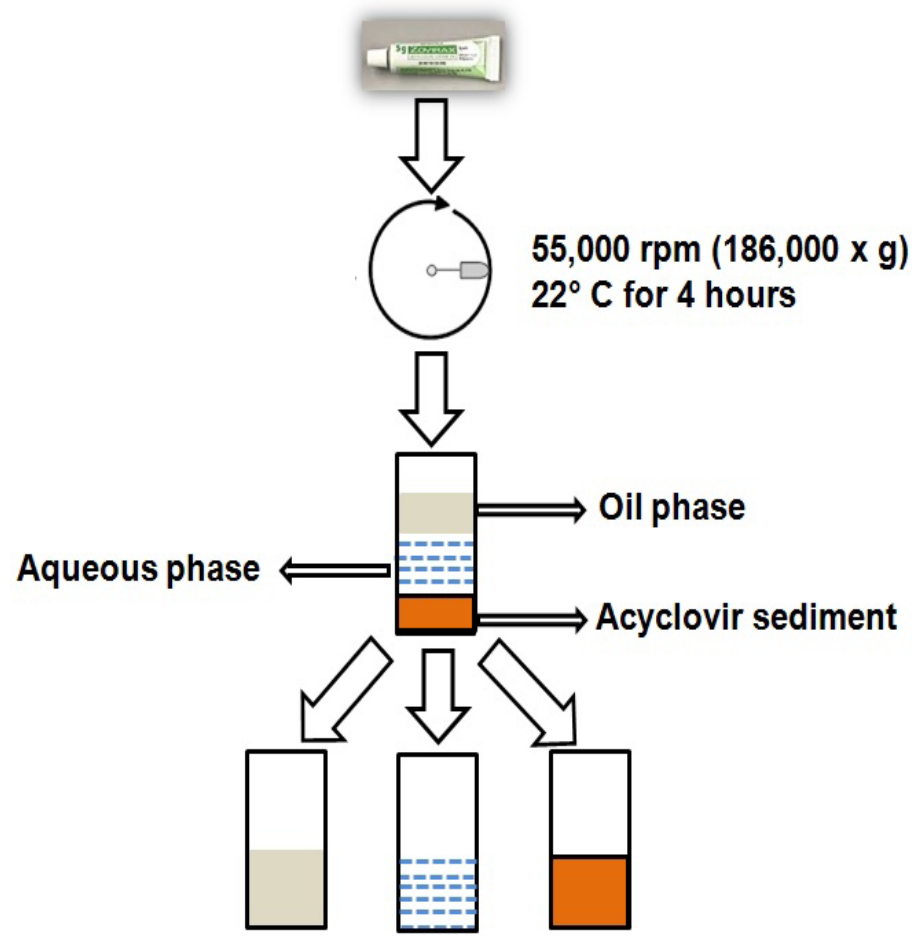 5g ZOVIRAX
55,000 rpm (186,000 x g)
22° C for 4 hours
Oil phase
Aqueous phase
Acyclovir sediment